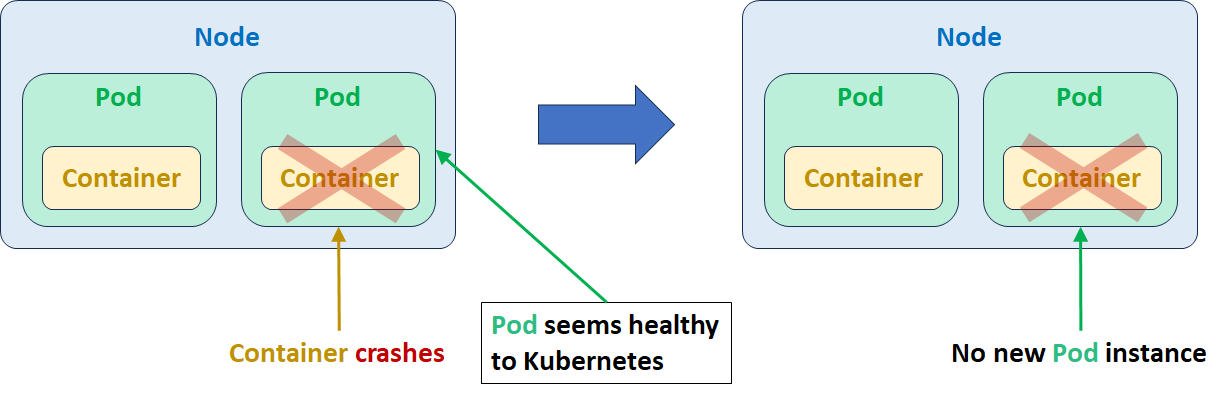 Node
Pod
Pod
Container
Container
Container crashes
Pod seems healthy
to Kubernetes
Node
Pod
Pod
Container
Container
No new Pod instance